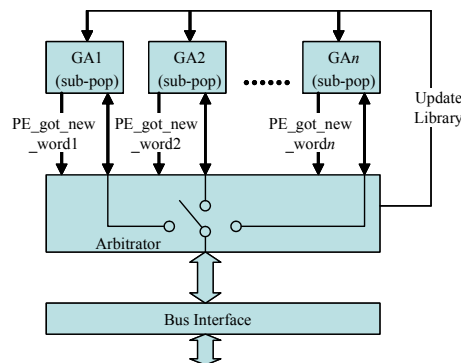 GA1
(sub-pop)
GA2
(sub-pop)
GAn
(sub-pop)
Update
Library
PE_got_new
_word1
PE_got_new
_word2
PE_got_new
_wordn
Arbitrator
Bus Interface